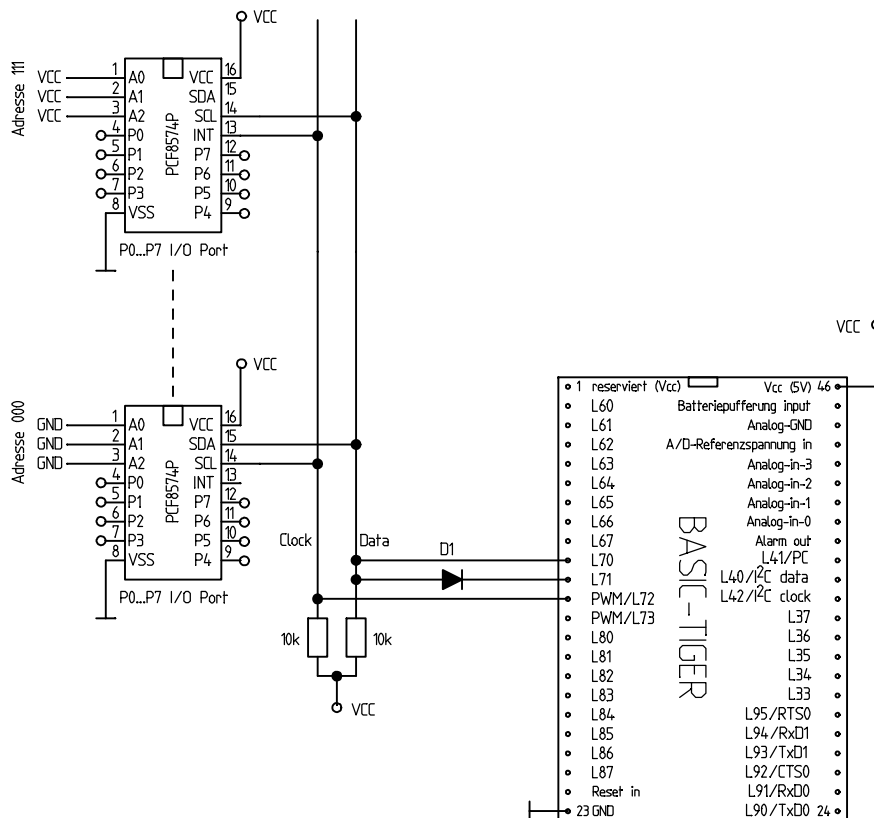 VCC
Adresse 111
VCC 1 A0 VCC 16
VCC 2 A1 SDA 15
VCC 3 A2 SCL 14
4 P0 INT 13
5 P1 P7 12
6 P2 P6 11
7 P3 P5 10
8 VSS P4 9
PCF8574P
P0...P7 I/O Port
VCC
Adresse 000
GND 1 A0 VCC 16
GND 2 A1 SDA 15
GND 3 A2 SCL 14
4 P0 INT 13
5 P1 P7 12
6 P2 P6 11
7 P3 P5 10
8 VSS P4 9
PCF8574P
P0...P7 I/O Port
Clock
Data
D1
10k
10k
VCC
VCC
1 reserviert (Vcc) Vcc (5V) 46
L60 Batteriepufferung input
L61 Analog-GND
L62 A/D-Referenzspannung in
L63 Analog-in-3
L64 Analog-in-2
L65 Analog-in-1
L66 Analog-in-0
L67 Alarm out
L70 L41/PC
L71 L40/I²C data
PWM/L72 L42/I²C clock
PWM/L73 L37
L80 L36
L81 L35
L82 L34
L83 L33
L84 L95/RTS0
L85 L94/RxD1
L86 L93/TxD1
L87 L92/CTS0
Reset in L91/RxD0
23 GND L90/TxD0 24
BASIC-TIGER